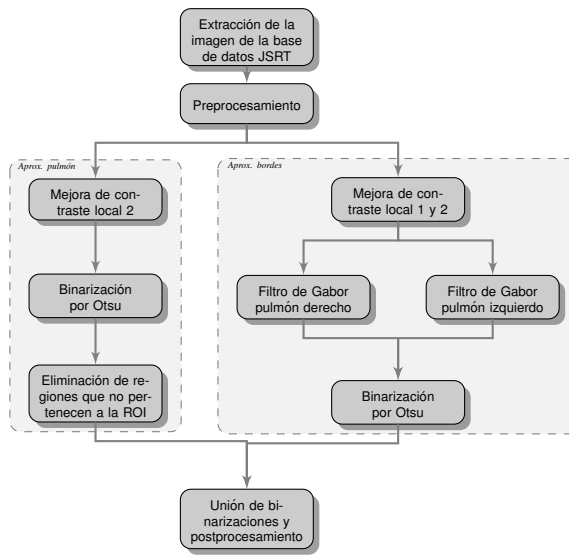 Extracción de la
imagen de la base
de datos JSRT
Preprocesamiento
Aprox. pulmón
Mejora de con-
traste local 2
Binarización
por Otsu
Eliminación de re-
giones que no per-
tenecen a la ROI
Aprox. bordes
Mejora de con-
traste local 1 y 2
Filtro de Gabor
pulmón derecho
Filtro de Gabor
pulmón izquierdo
Binarización
por Otsu
Unión de bi-
narizaciones y
postprocesamiento